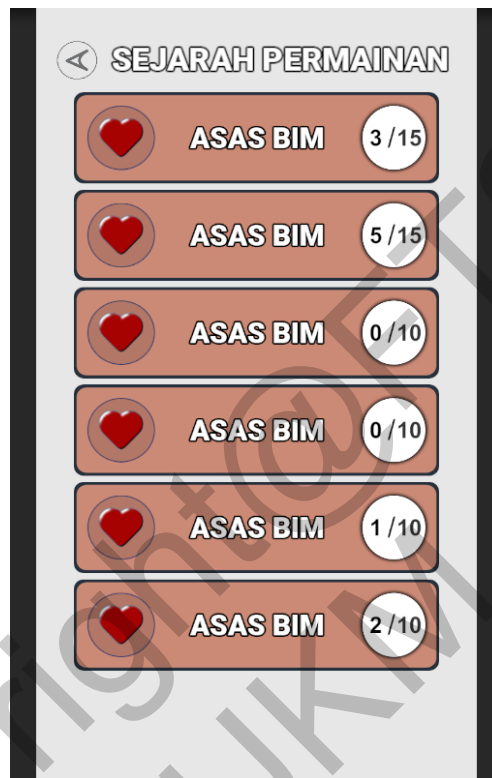 SEJARAH PERMAINAN
ASAS BIM 3 /15
ASAS BIM 5 /15
ASAS BIM 0 /10
ASAS BIM 0 /10
ASAS BIM 1 /10
ASAS BIM 2 /10